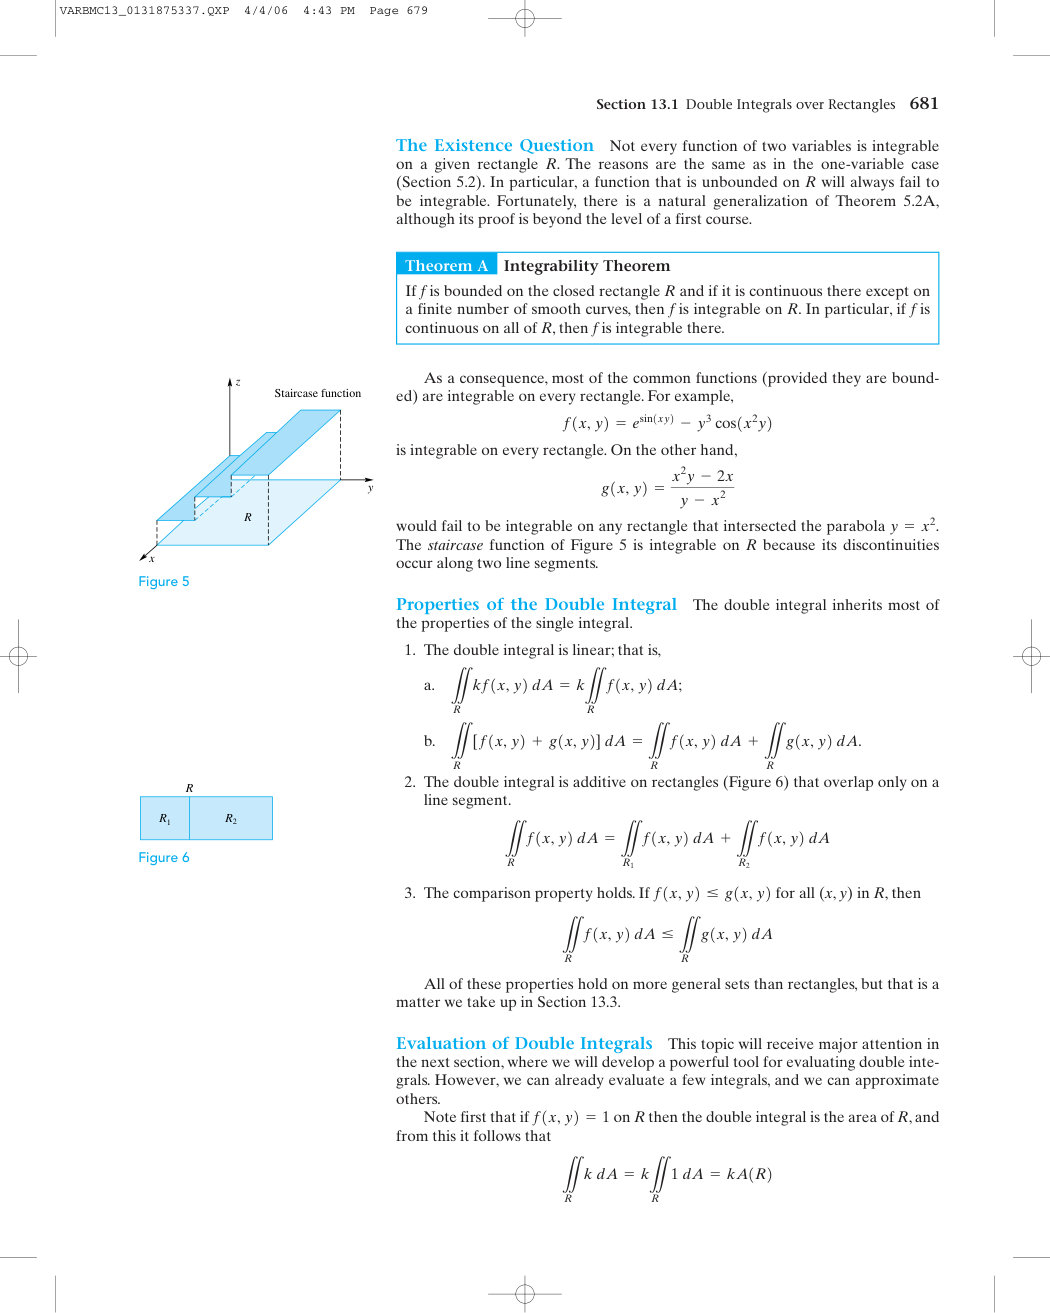 VARBMC13_0131875337.QXP 4/4/06 4:43 PM Page 679
Section 13.1 Double Integrals over Rectangles 681
The Existence Question Not every function of two variables is integrable
on a given rectangle R. The reasons are the same as in the one-variable case
(Section 5.2). In particular, a function that is unbounded on R will always fail to
be integrable. Fortunately, there is a natural generalization of Theorem 5.2A,
although its proof is beyond the level of a first course.
Theorem A Integrability Theorem
If f is bounded on the closed rectangle R and if it is continuous there except on
a finite number of smooth curves, then f is integrable on R. In particular, if f is
continuous on all of R, then f is integrable there.
z
Staircase function
R
y
x
Figure 5
As a consequence, most of the common functions (provided they are bound-
ed) are integrable on every rectangle. For example,
f(x, y) = e^{sin(xy)} − y³ cos(x²y)
is integrable on every rectangle. On the other hand,
g(x, y) = \frac{x²y − 2x}{y − x²}
would fail to be integrable on any rectangle that intersected the parabola y = x².
The staircase function of Figure 5 is integrable on R because its discontinuities
occur along two line segments.
Properties of the Double Integral The double integral inherits most of
the properties of the single integral.
1. The double integral is linear; that is,
a. ∬_R kf(x, y) dA = k∬_R f(x, y) dA;
b. ∬_R [f(x, y) + g(x, y)] dA = ∬_R f(x, y) dA + ∬_R g(x, y) dA.
2. The double integral is additive on rectangles (Figure 6) that overlap only on a
line segment.
∬_R f(x, y) dA = ∬_{R₁} f(x, y) dA + ∬_{R₂} f(x, y) dA
R
R₁ R₂
Figure 6
3. The comparison property holds. If f(x, y) ≤ g(x, y) for all (x, y) in R, then
∬_R f(x, y) dA ≤ ∬_R g(x, y) dA
All of these properties hold on more general sets than rectangles, but that is a
matter we take up in Section 13.3.
Evaluation of Double Integrals This topic will receive major attention in
the next section, where we will develop a powerful tool for evaluating double inte-
grals. However, we can already evaluate a few integrals, and we can approximate
others.
Note first that if f(x, y) = 1 on R then the double integral is the area of R, and
from this it follows that
∬_R k dA = k∬_R 1 dA = kA(R)